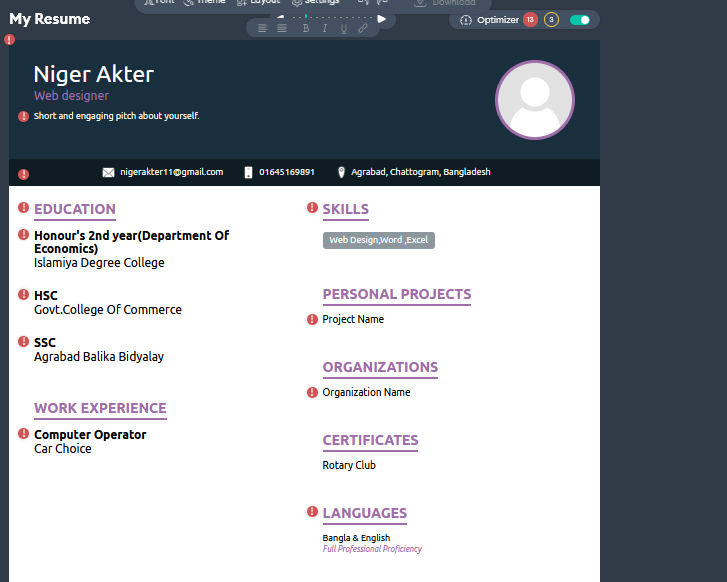 Font Theme Layout Settings Download
My Resume
Optimizer 13 3
B I U
Niger Akter
Web designer
Short and engaging pitch about yourself.
nigerakter11@gmail.com 01645169891 Agrabad, Chattogram, Bangladesh
EDUCATION
Honour's 2nd year(Department Of
Economics)
Islamiya Degree College
HSC
Govt.College Of Commerce
SSC
Agrabad Balika Bidyalay
WORK EXPERIENCE
Computer Operator
Car Choice
SKILLS
Web Design,Word ,Excel
PERSONAL PROJECTS
Project Name
ORGANIZATIONS
Organization Name
CERTIFICATES
Rotary Club
LANGUAGES
Bangla & English
Full Professional Proficiency